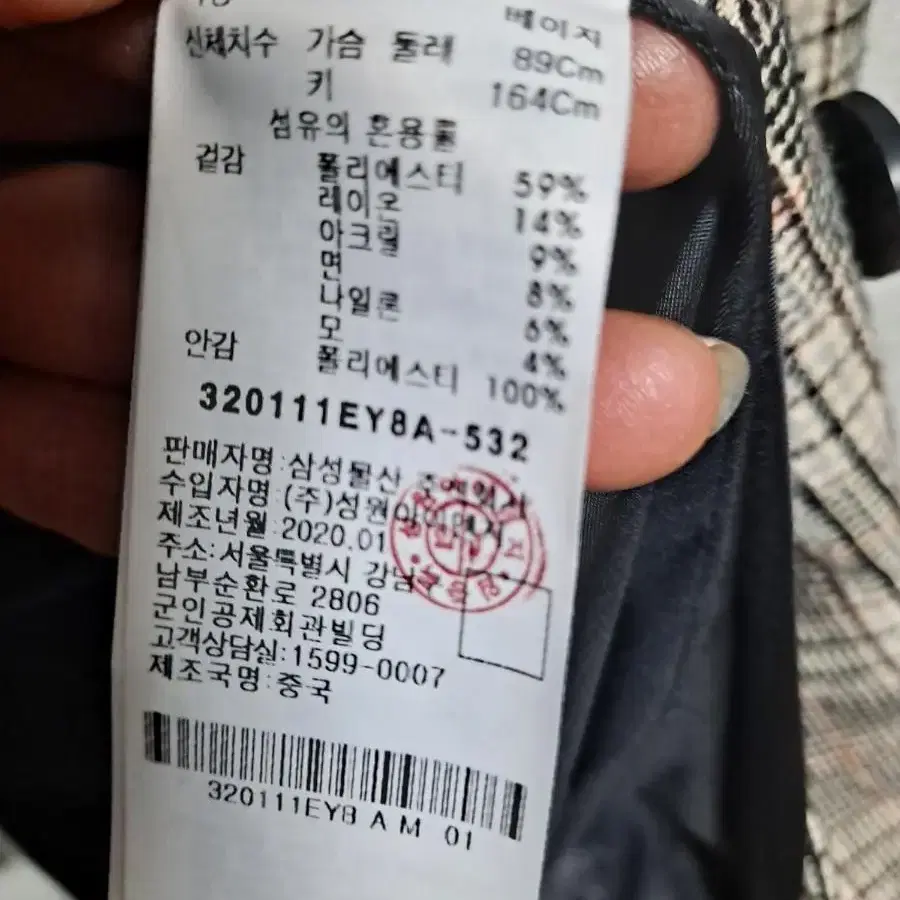 베이지
신체치수 가슴 둘레 89Cm
키 164Cm
섬유의 혼용률
겉감 폴리에스터 59%
레이온 14%
아크릴 9%
면 8%
나일론 6%
모 4%
안감 폴리에스터 100%
320111EY8A-532
판매자명:삼성물산 주식회사
수입자명:(주)성원
제조년월:2020.01
주소:서울특별시 강남구
남부순환로 2806
군인공제회관빌딩
고객상담실:1599-0007
제조국명:중국
320111EY8 A M 01